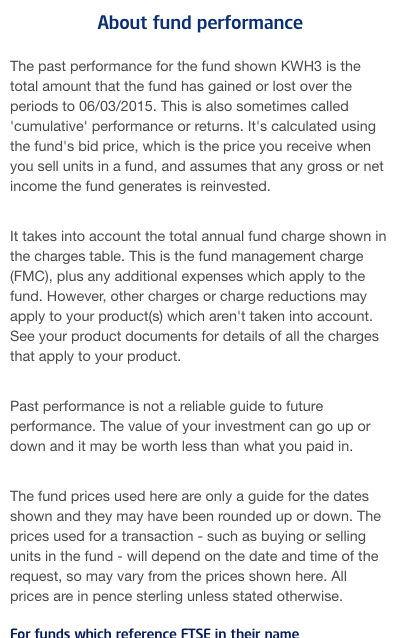 About fund performance
The past performance for the fund shown KWH3 is the
total amount that the fund has gained or lost over the
periods to 06/03/2015. This is also sometimes called
'cumulative' performance or returns. It's calculated using
the fund's bid price, which is the price you receive when
you sell units in a fund, and assumes that any gross or net
income the fund generates is reinvested.
It takes into account the total annual fund charge shown in
the charges table. This is the fund management charge
(FMC), plus any additional expenses which apply to the
fund. However, other charges or charge reductions may
apply to your product(s) which aren't taken into account.
See your product documents for details of all the charges
that apply to your product.
Past performance is not a reliable guide to future
performance. The value of your investment can go up or
down and it may be worth less than what you paid in.
The fund prices used here are only a guide for the dates
shown and they may have been rounded up or down. The
prices used for a transaction - such as buying or selling
units in the fund - will depend on the date and time of the
request, so may vary from the prices shown here. All
prices are in pence sterling unless stated otherwise.
For funds which reference FTSE in their name